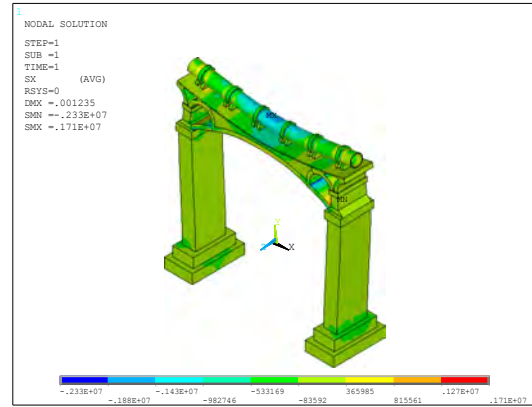 1
NODAL SOLUTION
STEP=1
SUB =1
TIME=1
SX (AVG)
RSYS=0
DMX =.001235
SMN =-.233E+07
SMX =.171E+07
MX
MN
Y
X
-.233E+07 -.143E+07 -533169 365985 .127E+07
-.188E+07 -982746 -83592 815561 .171E+07